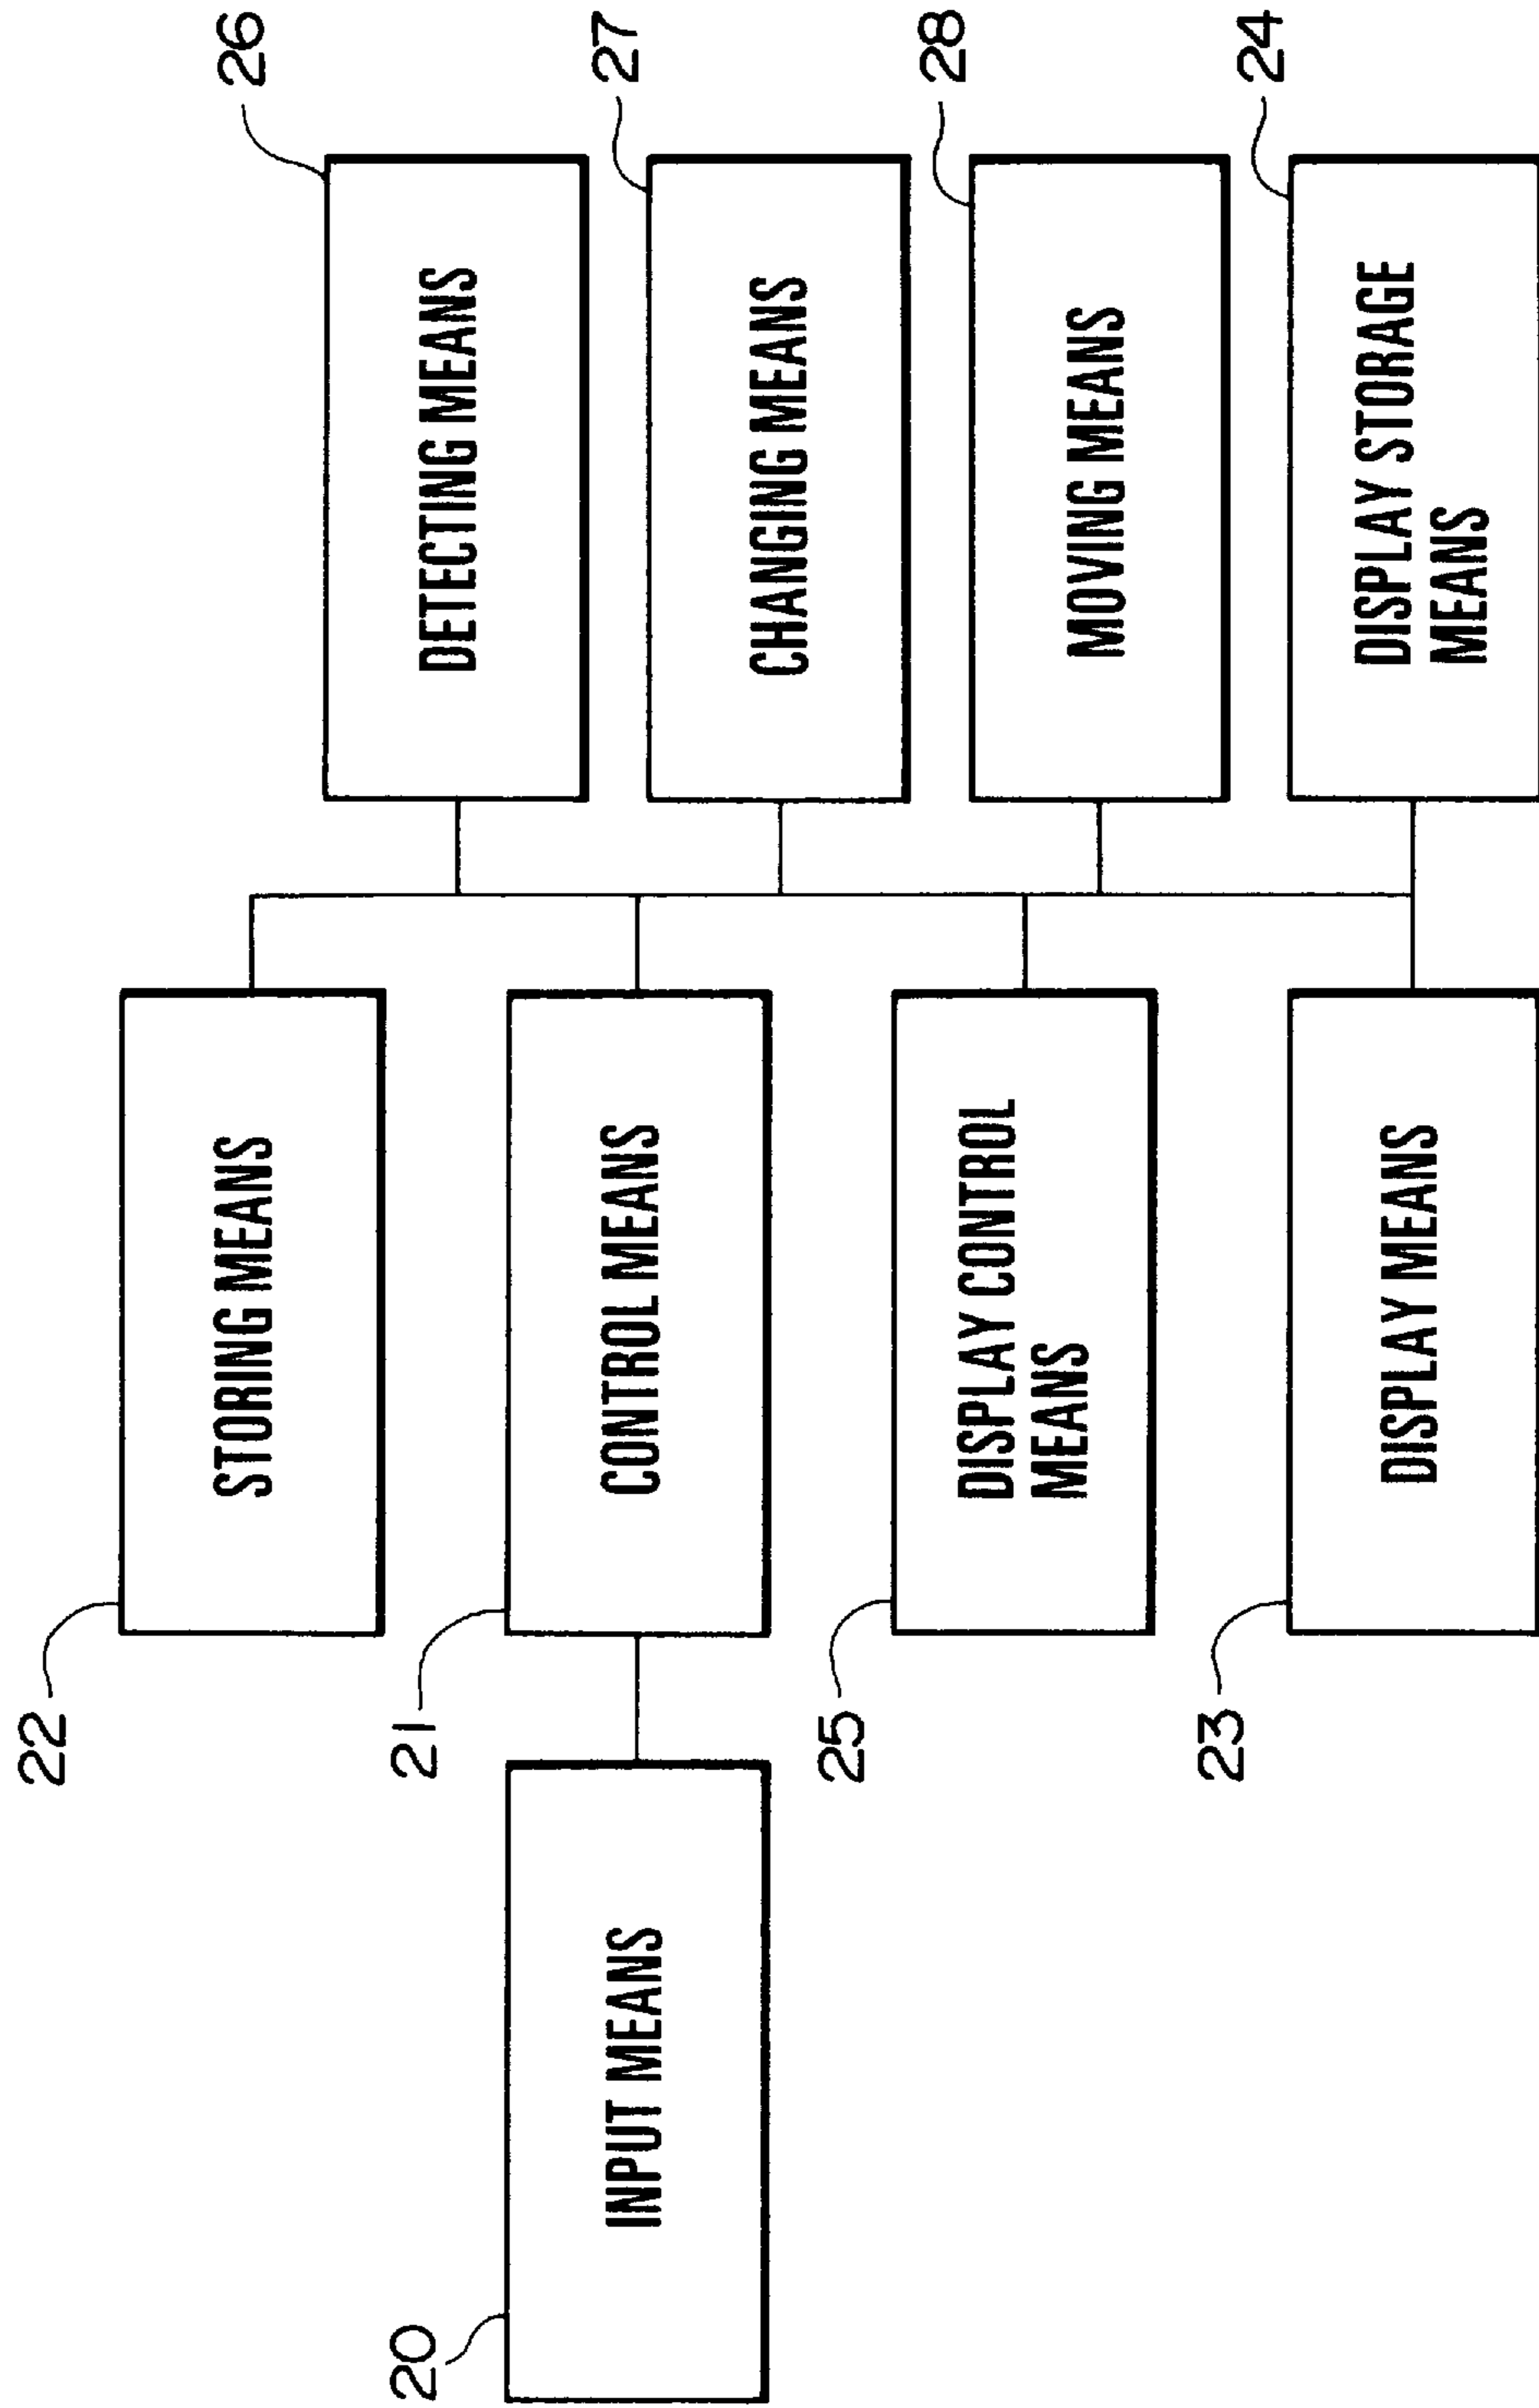 26
DETECTING MEANS
27
CHANGING MEANS
28
MOVING MEANS
24
DISPLAY STORAGE
MEANS
22
STORING MEANS
21
CONTROL MEANS
25
DISPLAY CONTROL
MEANS
23
DISPLAY MEANS
20
INPUT MEANS